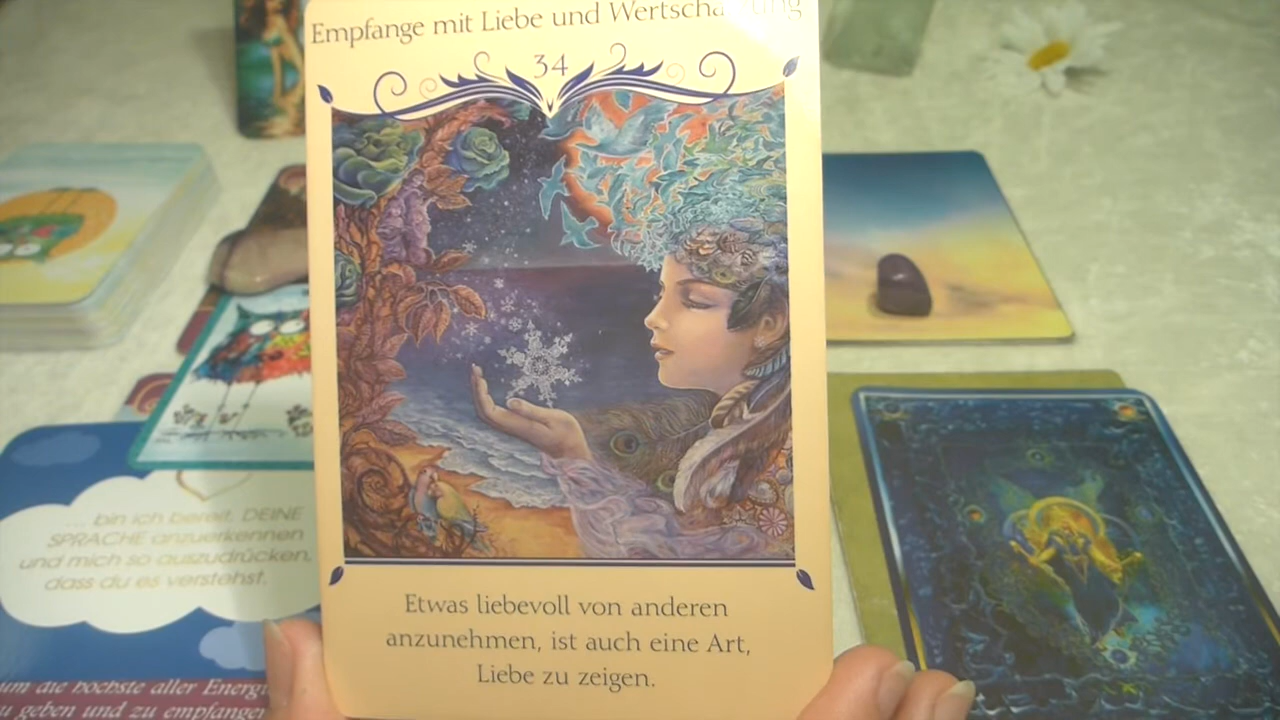 Empfange mit Liebe und Wertschätzung
34
Etwas liebevoll von anderen
anzunehmen, ist auch eine Art,
Liebe zu zeigen.
... bin ich bereit, DEINE
SPRACHE anzuerkennen
und mich so auszudrücken,
dass du es verstehst.
um die höchste aller Energi
u geben und zu empfangen